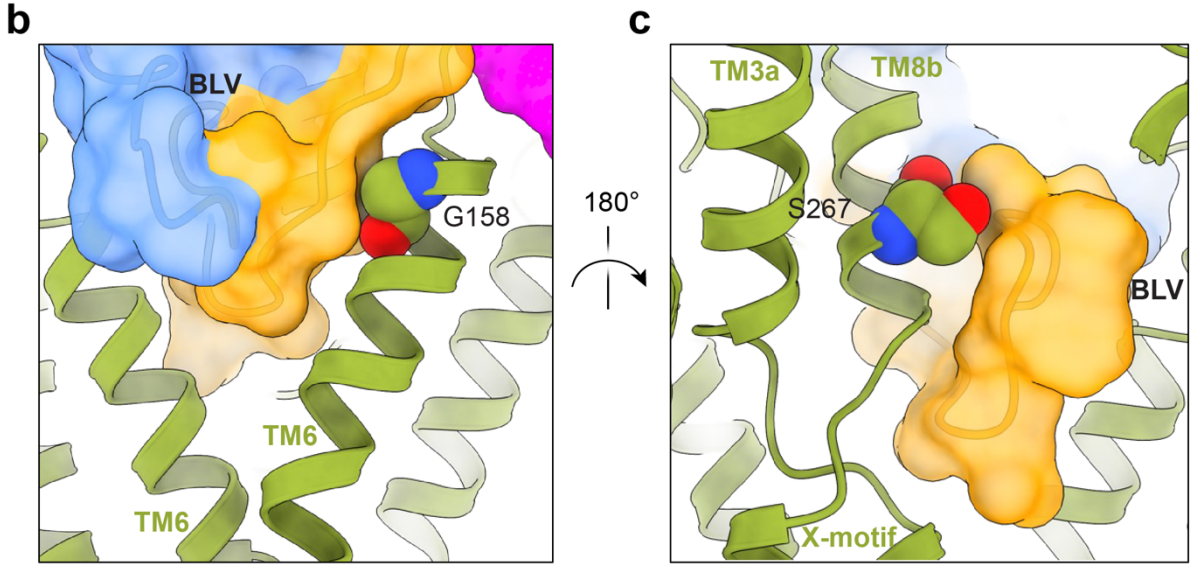 b
BLV
G158
TM6
TM6
180°
c
TM3a
TM8b
S267
BLV
X-motif